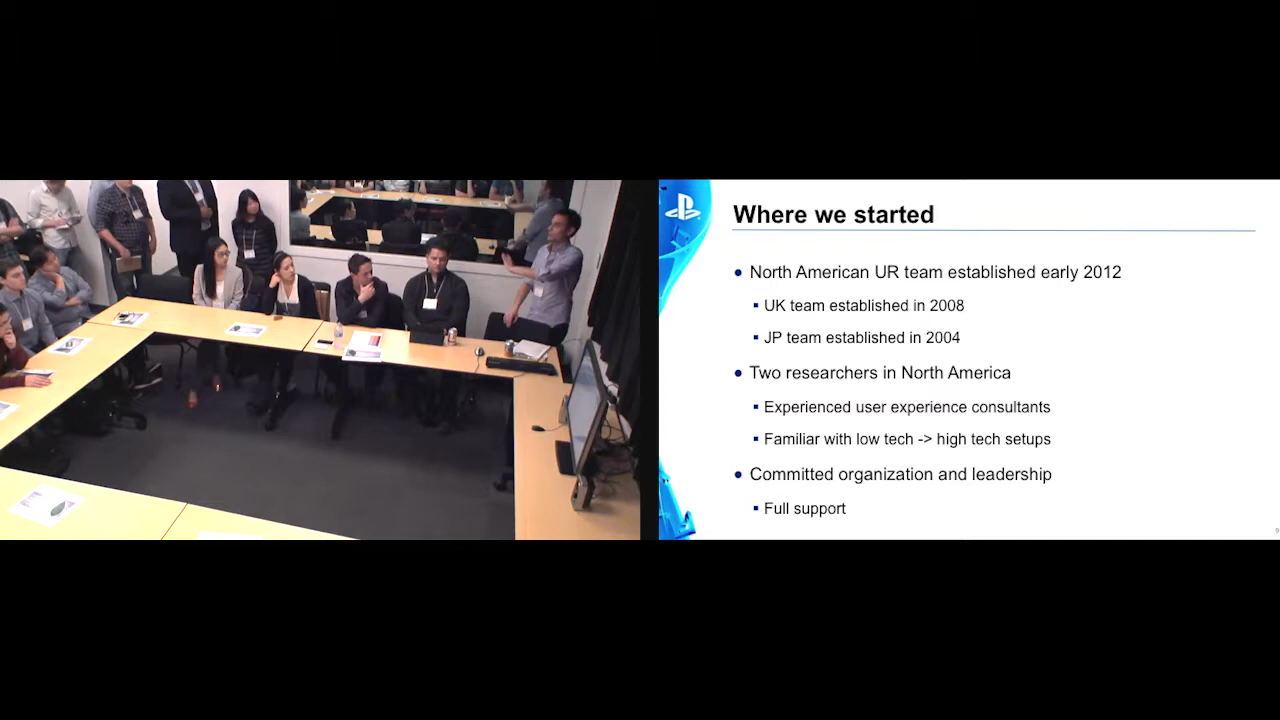 Where we started
• North American UR team established early 2012
▪ UK team established in 2008
▪ JP team established in 2004
• Two researchers in North America
▪ Experienced user experience consultants
▪ Familiar with low tech -> high tech setups
• Committed organization and leadership
▪ Full support
9